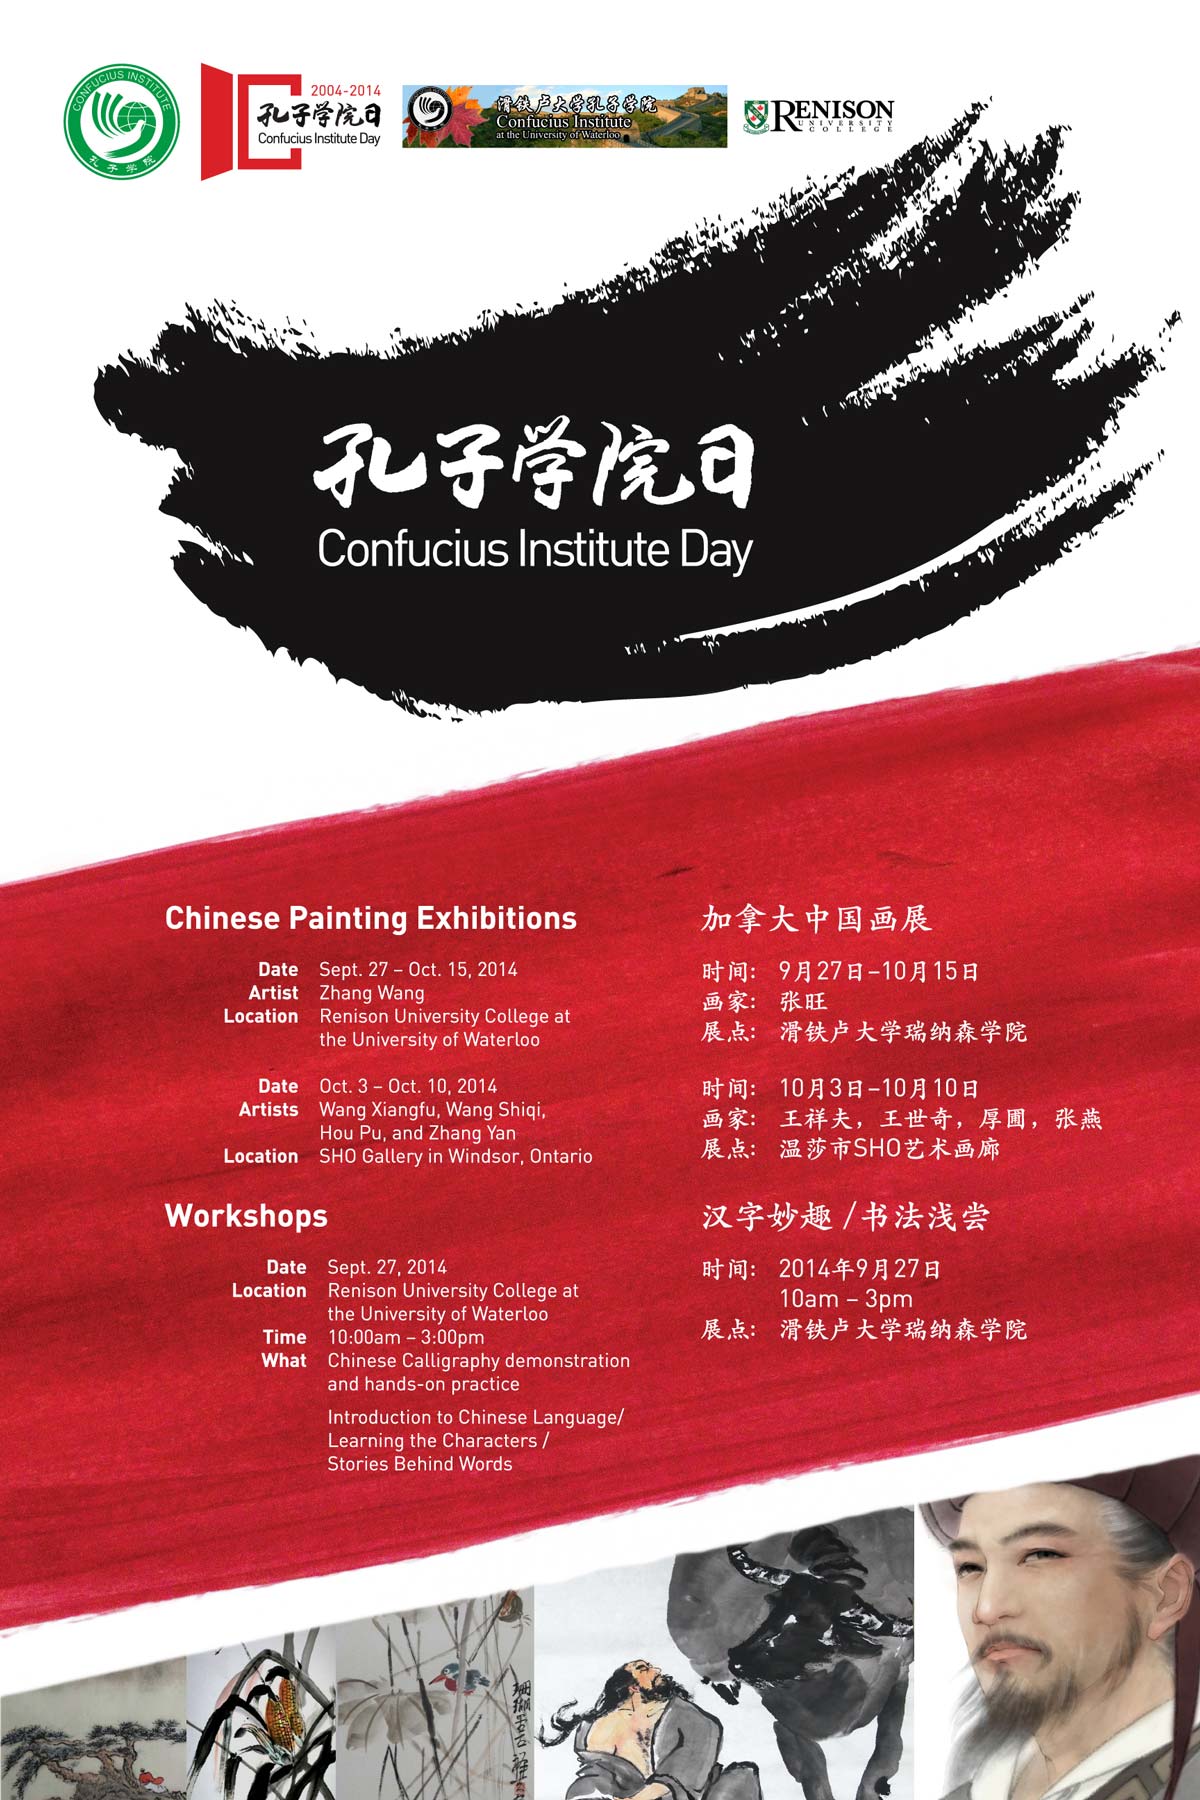 CONFUCIUS INSTITUTE
孔子学院
2004-2014
孔子学院日
Confucius Institute Day
滑铁卢大学孔子学院
Confucius Institute
at the University of Waterloo
RENISON
UNIVERSITY
COLLEGE
孔子学院日
Confucius Institute Day
Chinese Painting Exhibitions
Date Sept. 27 – Oct. 15, 2014
Artist Zhang Wang
Location Renison University College at
the University of Waterloo
Date Oct. 3 – Oct. 10, 2014
Artists Wang Xiangfu, Wang Shiqi,
Hou Pu, and Zhang Yan
Location SHO Gallery in Windsor, Ontario
Workshops
Date Sept. 27, 2014
Location Renison University College at
the University of Waterloo
Time 10:00am – 3:00pm
What Chinese Calligraphy demonstration
and hands-on practice
Introduction to Chinese Language/
Learning the Characters /
Stories Behind Words
加拿大中国画展
时间: 9月27日–10月15日
画家: 张旺
展点: 滑铁卢大学瑞纳森学院
时间: 10月3日–10月10日
画家: 王祥夫，王世奇，厚圃，张燕
展点: 温莎市SHO艺术画廊
汉字妙趣 /书法浅尝
时间: 2014年9月27日
10am – 3pm
展点: 滑铁卢大学瑞纳森学院